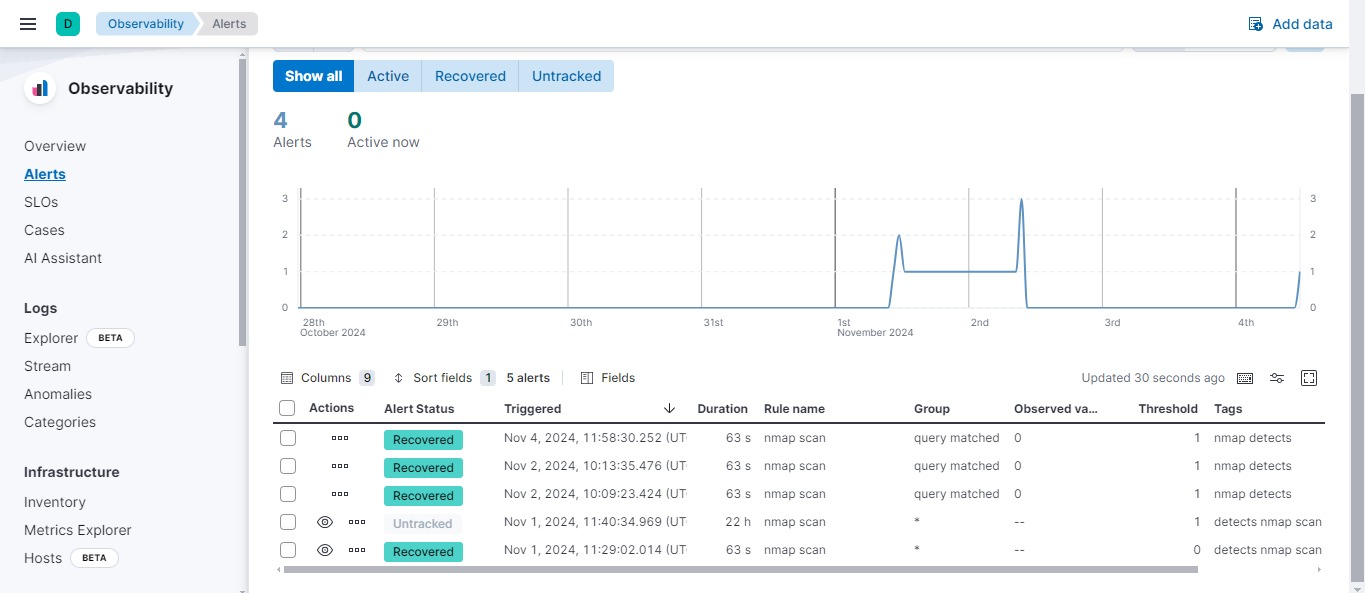 D Observability Alerts Add data
Observability
Overview
Alerts
SLOs
Cases
AI Assistant
Logs
Explorer BETA
Stream
Anomalies
Categories
Infrastructure
Inventory
Metrics Explorer
Hosts BETA
Show all Active Recovered Untracked
4 0
Alerts Active now
3 3
2 2
1 1
0 0
28th 29th 30th 31st 1st 2nd 3rd 4th
October 2024 November 2024
Columns 9 Sort fields 1 5 alerts Fields Updated 30 seconds ago
Actions Alert Status Triggered Duration Rule name Group Observed va... Threshold Tags
Recovered Nov 4, 2024, 11:58:30.252 (UT 63 s nmap scan query matched 0 1 nmap detects
Recovered Nov 2, 2024, 10:13:35.476 (UT 63 s nmap scan query matched 0 1 nmap detects
Recovered Nov 2, 2024, 10:09:23.424 (UT 63 s nmap scan query matched 0 1 nmap detects
Untracked Nov 1, 2024, 11:40:34.969 (UT 22 h nmap scan * -- 1 detects nmap scan
Recovered Nov 1, 2024, 11:29:02.014 (UT 63 s nmap scan * -- 0 detects nmap scan